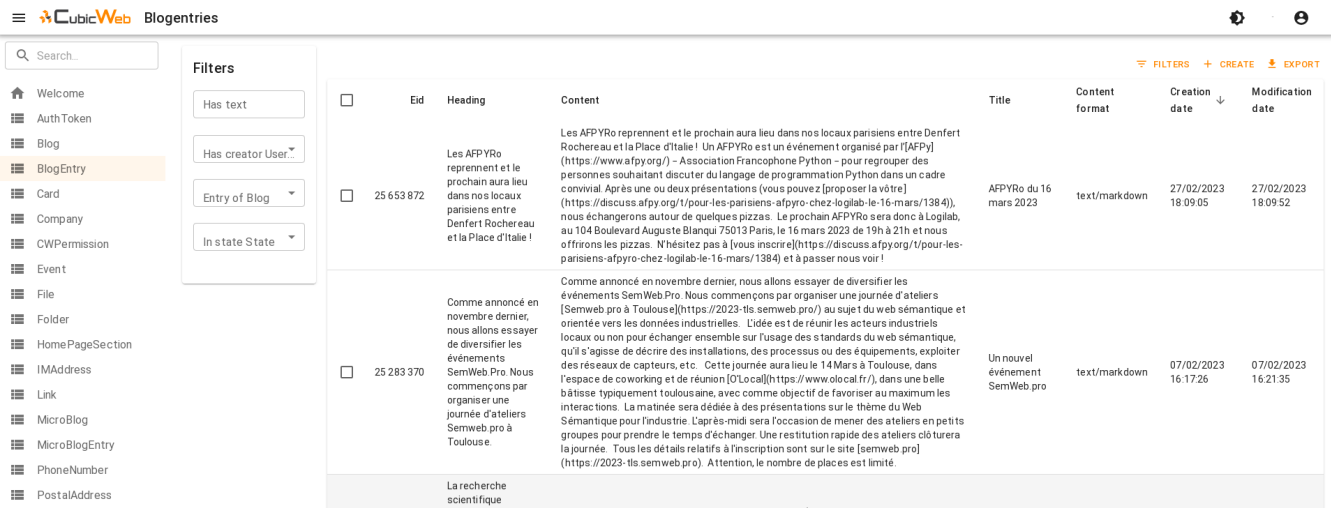 CubicWeb
Blogentries
Search...
Welcome
AuthToken
Blog
BlogEntry
Card
Company
CWPermission
Event
File
Folder
HomePageSection
IMAddress
Link
MicroBlog
MicroBlogEntry
PhoneNumber
PostalAddress
Filters
Has text
Has creator User...
Entry of Blog
In state State
FILTERS
CREATE
EXPORT
Eid
Heading
Content
Title
Content
format
Creation
date
Modification
date
25 653 872
Les AFPYRo
reprennent et le
prochain aura lieu
dans nos locaux
parisiens entre
Denfert Rochereau
et la Place d'Italie !
Les AFPYRo reprennent et le prochain aura lieu dans nos locaux parisiens entre Denfert
Rochereau et la Place d'Italie ! Un AFPYRo est un événement organisé par l'[AFPy]
(https://www.afpy.org/) – Association Francophone Python – pour regrouper des
personnes souhaitant discuter du langage de programmation Python dans un cadre
convivial. Après une ou deux présentations (vous pouvez [proposer la vôtre]
(https://discuss.afpy.org/t/pour-les-parisiens-afpyro-chez-logilab-le-16-mars/1384)),
nous échangerons autour de quelques pizzas. Le prochain AFPYRo sera donc à Logilab,
au 104 Boulevard Auguste Blanqui 75013 Paris, le 16 mars 2023 de 19h à 21h et nous
offrirons les pizzas. N'hésitez pas à [vous inscrire](https://discuss.afpy.org/t/pour-les-
parisiens-afpyro-chez-logilab-le-16-mars/1384) et à passer nous voir !
AFPYRo du 16
mars 2023
text/markdown
27/02/2023
18:09:05
27/02/2023
18:09:52
25 283 370
Comme annoncé en
novembre dernier,
nous allons essayer
de diversifier les
événements
SemWeb.Pro. Nous
commençons par
organiser une
journée d'ateliers
Semweb.pro à
Toulouse.
Comme annoncé en novembre dernier, nous allons essayer de diversifier les
événements SemWeb.Pro. Nous commençons par organiser une journée d'ateliers
[Semweb.pro à Toulouse](https://2023-tls.semweb.pro/) au sujet du web sémantique et
orientée vers les données industrielles. L'idée est de réunir les acteurs industriels
locaux ou non pour échanger ensemble sur l'usage des standards du web sémantique,
qu'il s'agisse de décrire des installations, des processus ou des équipements, exploiter
des réseaux de capteurs, etc. Cette journée aura lieu le 14 Mars à Toulouse, dans
l'espace de coworking et de réunion [O'Local](https://www.olocal.fr/), dans une belle
bâtisse typiquement toulousaine, avec comme objectif de favoriser au maximum les
interactions. La matinée sera dédiée à des présentations sur le thème du Web
Sémantique pour l'industrie. L'après-midi sera l'occasion de mener des ateliers en petits
groupes pour prendre le temps d'échanger. Une restitution rapide des ateliers clôturera
la journée. Tous les détails relatifs à l'inscription sont sur le site [semweb.pro]
(https://2023-tls.semweb.pro). Attention, le nombre de places est limité.
Un nouvel
événement
SemWeb.pro
text/markdown
07/02/2023
16:17:26
07/02/2023
16:21:35
La recherche
scientifique